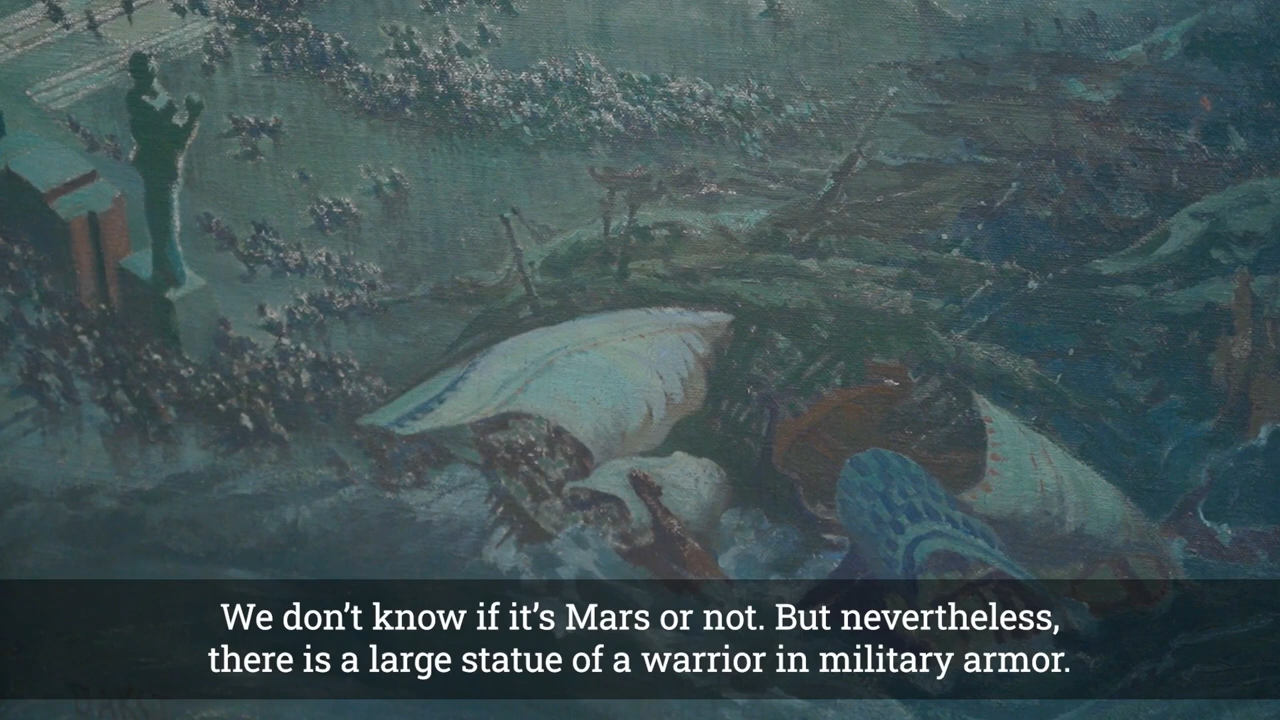 We don’t know if it’s Mars or not. But nevertheless,
there is a large statue of a warrior in military armor.